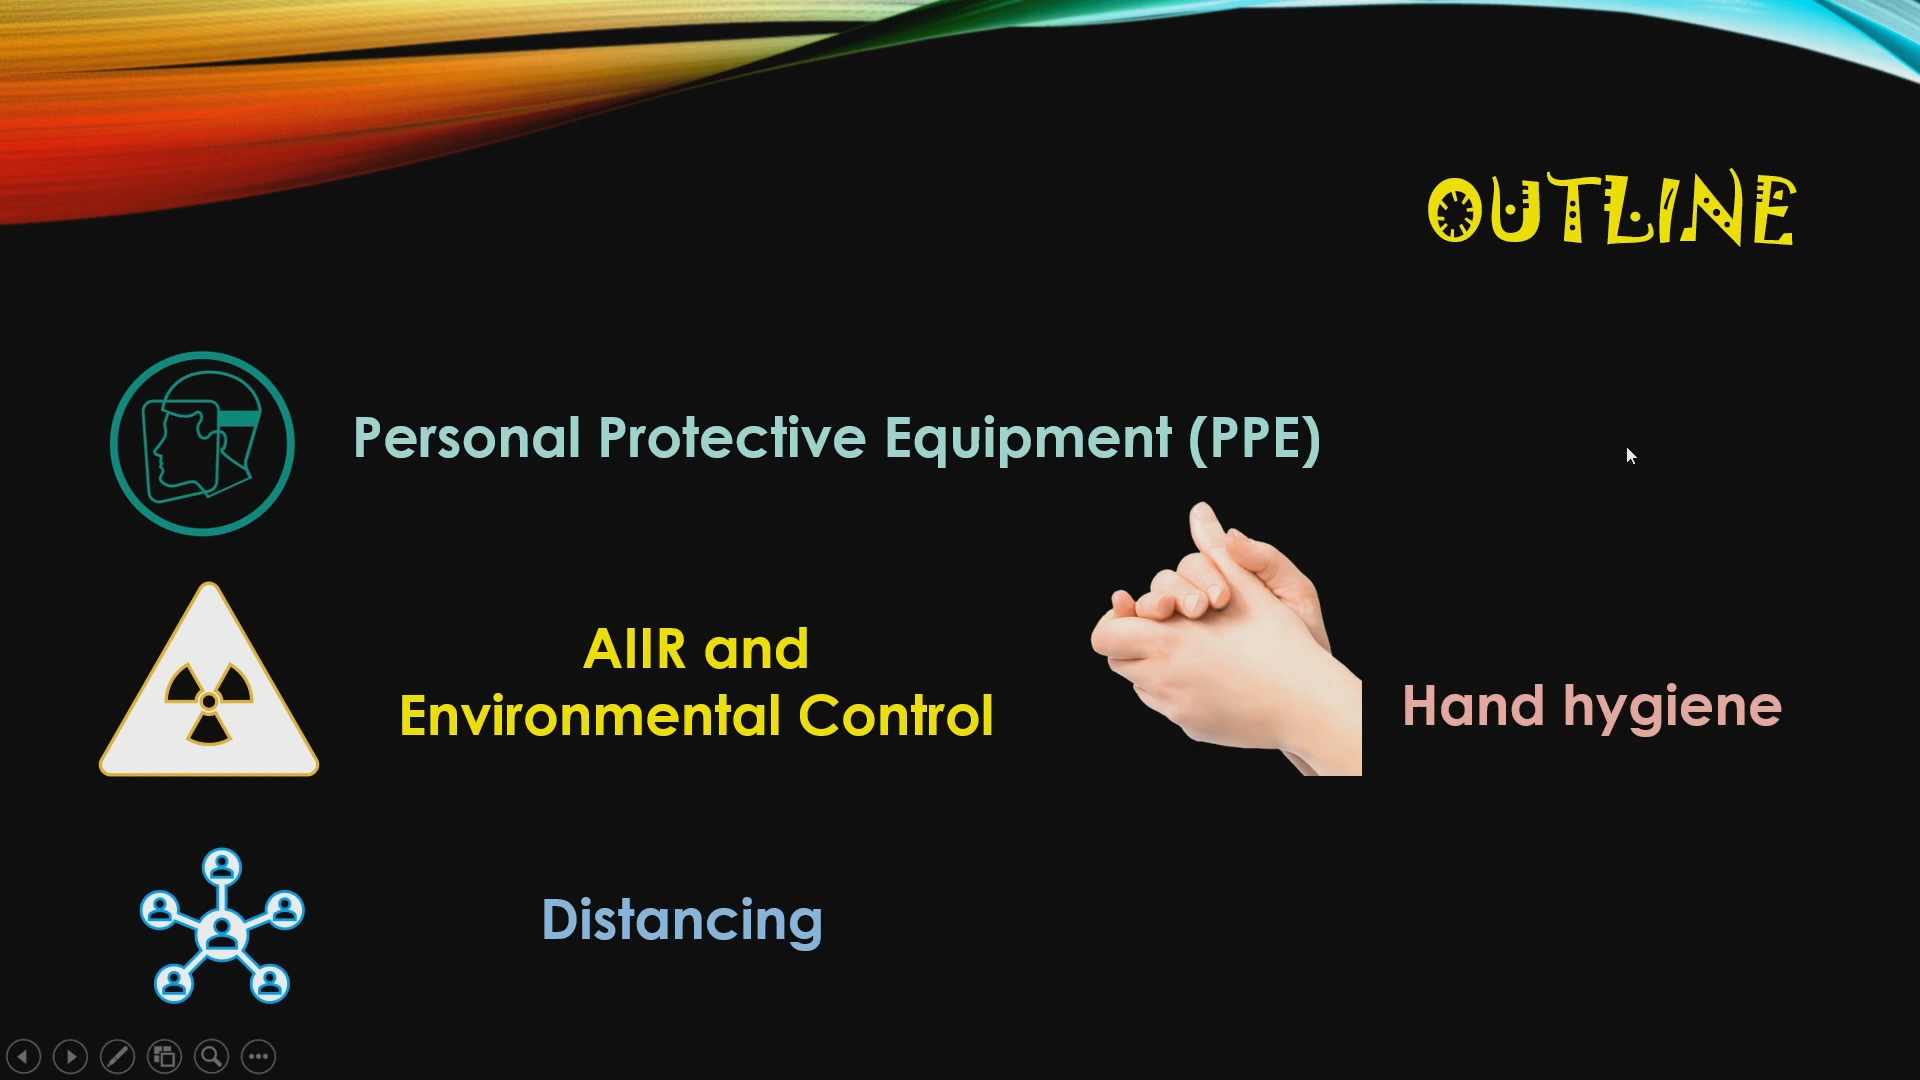 OUTLINE
Personal Protective Equipment (PPE)
AIIR and
Environmental Control
Hand hygiene
Distancing